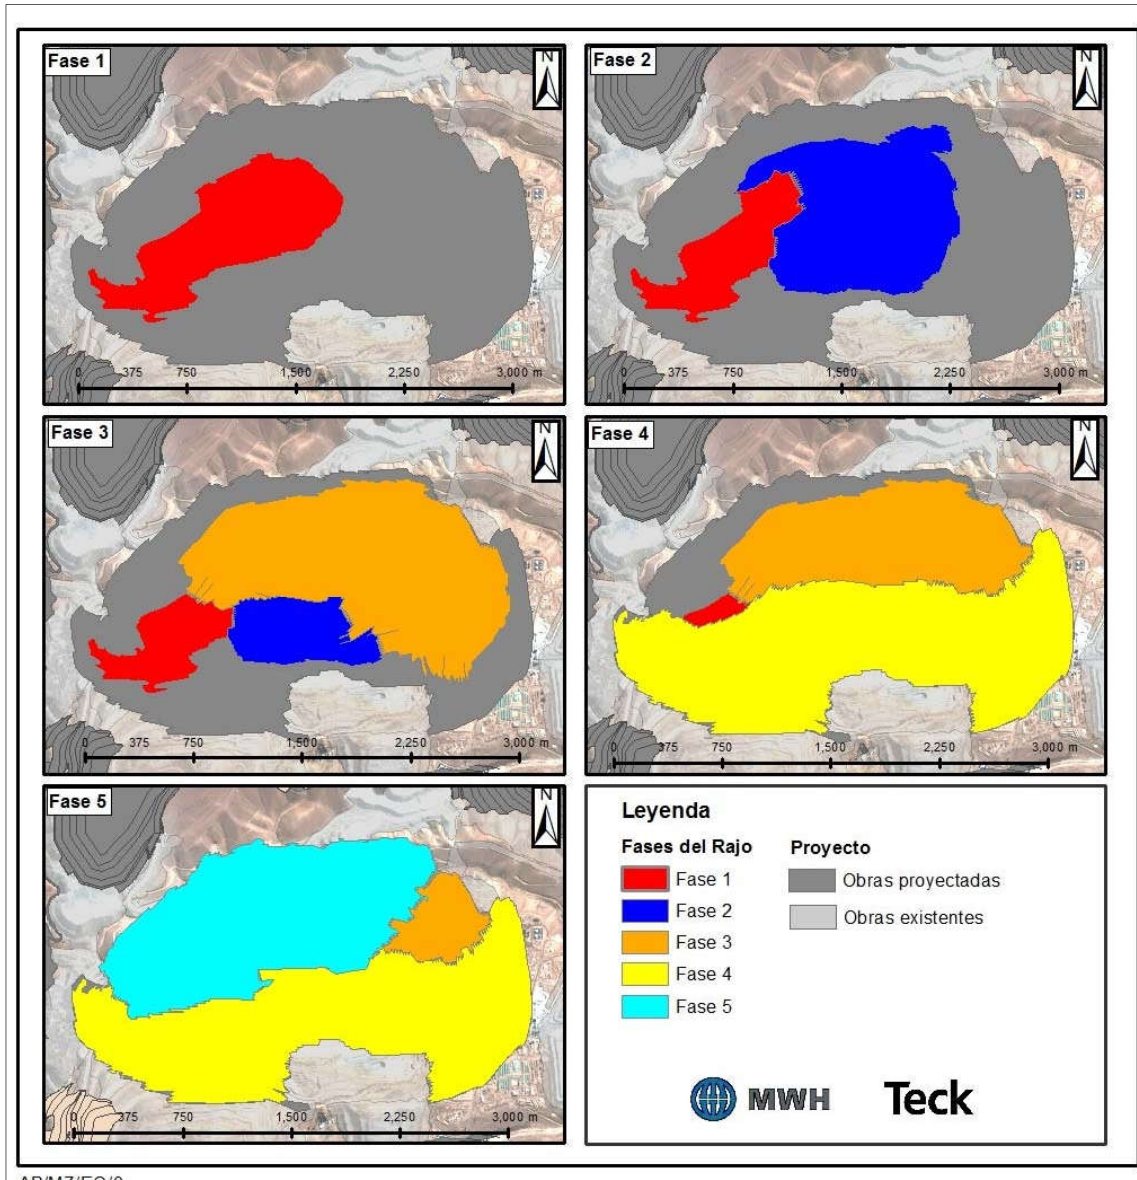 Fase 1
N
0 375 750 1,500 2,250 3,000 m
Fase 2
N
0 375 750 1,500 2,250 3,000 m
Fase 3
N
0 375 750 1,500 2,250 3,000 m
Fase 4
N
0 375 750 1,500 2,250 3,000 m
Fase 5
N
0 375 750 1,500 2,250 3,000 m
Leyenda
Fases del Rajo
Fase 1
Fase 2
Fase 3
Fase 4
Fase 5
Proyecto
Obras proyectadas
Obras existentes
MWH
Teck